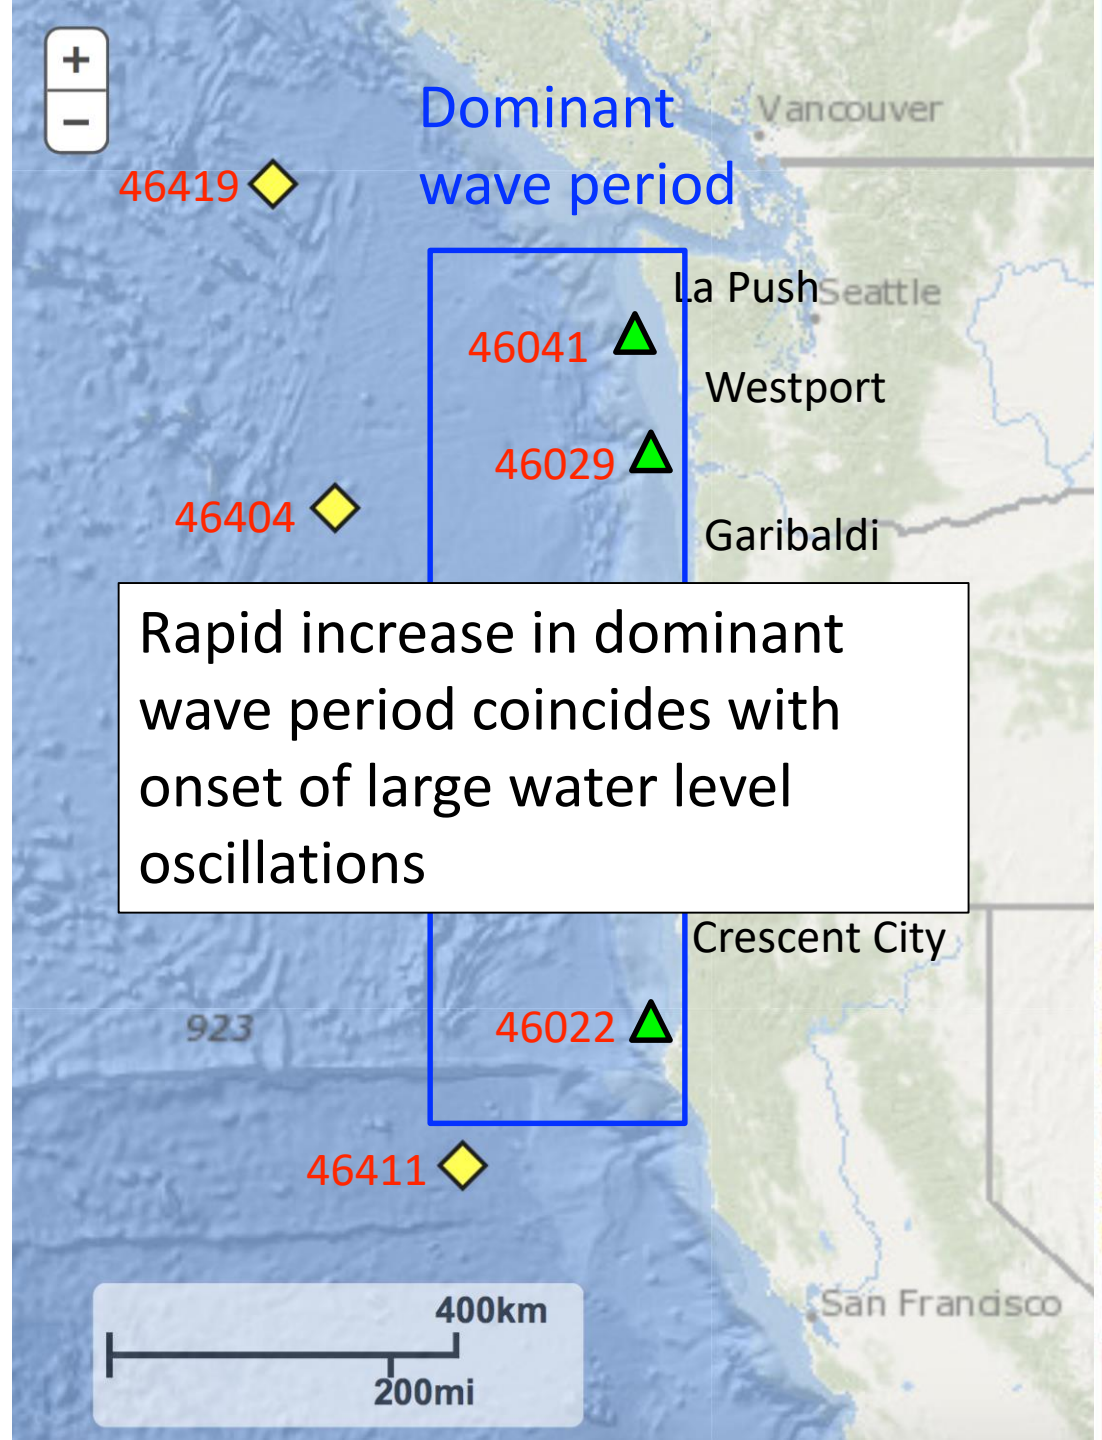 +
−
Dominant
wave period
Vancouver
46419
La Push
Seattle
46041
Westport
46029
46404
Garibaldi
Rapid increase in dominant
wave period coincides with
onset of large water level
oscillations
Crescent City
923
46022
46411
400km
200mi
San Francisco